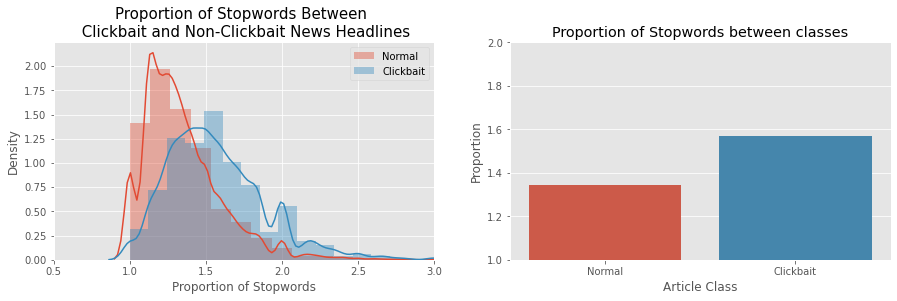 Proportion of Stopwords Between
Clickbait and Non-Clickbait News Headlines
Density
2.00
1.75
1.50
1.25
1.00
0.75
0.50
0.25
0.00
Normal
Clickbait
0.5 1.0 1.5 2.0 2.5 3.0
Proportion of Stopwords
Proportion of Stopwords between classes
Proportion
2.0
1.8
1.6
1.4
1.2
1.0
Normal Clickbait
Article Class